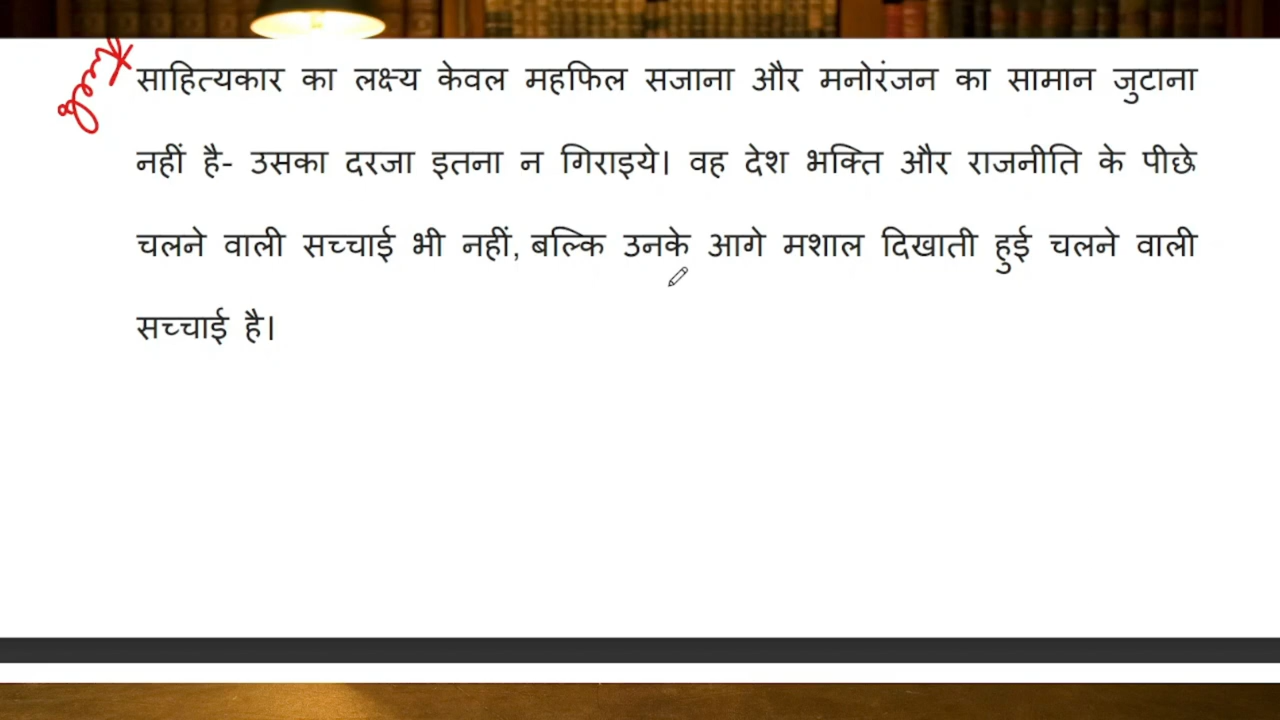 साहित्यकार का लक्ष्य केवल महफिल सजाना और मनोरंजन का सामान जुटाना
नहीं है- उसका दरजा इतना न गिराइये। वह देश भक्ति और राजनीति के पीछे
चलने वाली सच्चाई भी नहीं, बल्कि उनके आगे मशाल दिखाती हुई चलने वाली
सच्चाई है।